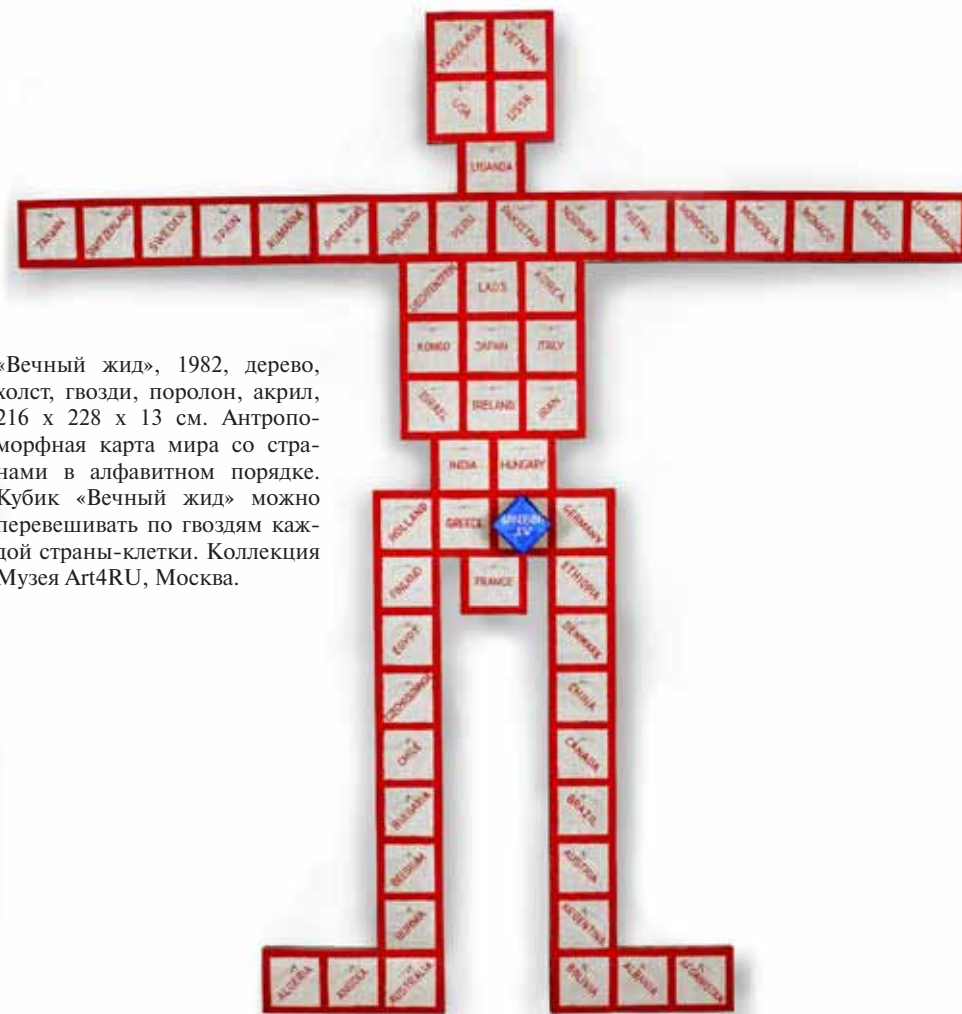 YUGOSLAVIA VIETNAM
USA USSR
UGANDA
TAIWAN SWITZERLAND SWEDEN SPAIN RUMANIA PORTUGAL POLAND PERU PAKISTAN NORWAY NEPAL MOROCCO MONGOLIA MONACO MEXICO LUXEMBOURG
LIECHTENSTEIN LAOS KOREA
KONGO JAPAN ITALY
ISRAEL IRELAND IRAN
INDIA HUNGARY
HOLLAND GREECE GERMANY
FINLAND FRANCE ETHIOPIA
EGYPT DENMARK
CHINA
CHILE CANADA
BULGARIA BRAZIL
BELGIUM AUSTRIA
BURMA ARGENTINA
ALGERIA ANGOLA AUSTRALIA BOLIVIA ALBANIA AFGHANISTAN
«Вечный жид», 1982, дерево,
холст, гвозди, поролон, акрил,
216 х 228 х 13 см. Антропо-
морфная карта мира со стра-
нами в алфавитном порядке.
Кубик «Вечный жид» можно
перевешивать по гвоздям каж-
дой страны-клетки. Коллекция
Музея Art4RU, Москва.